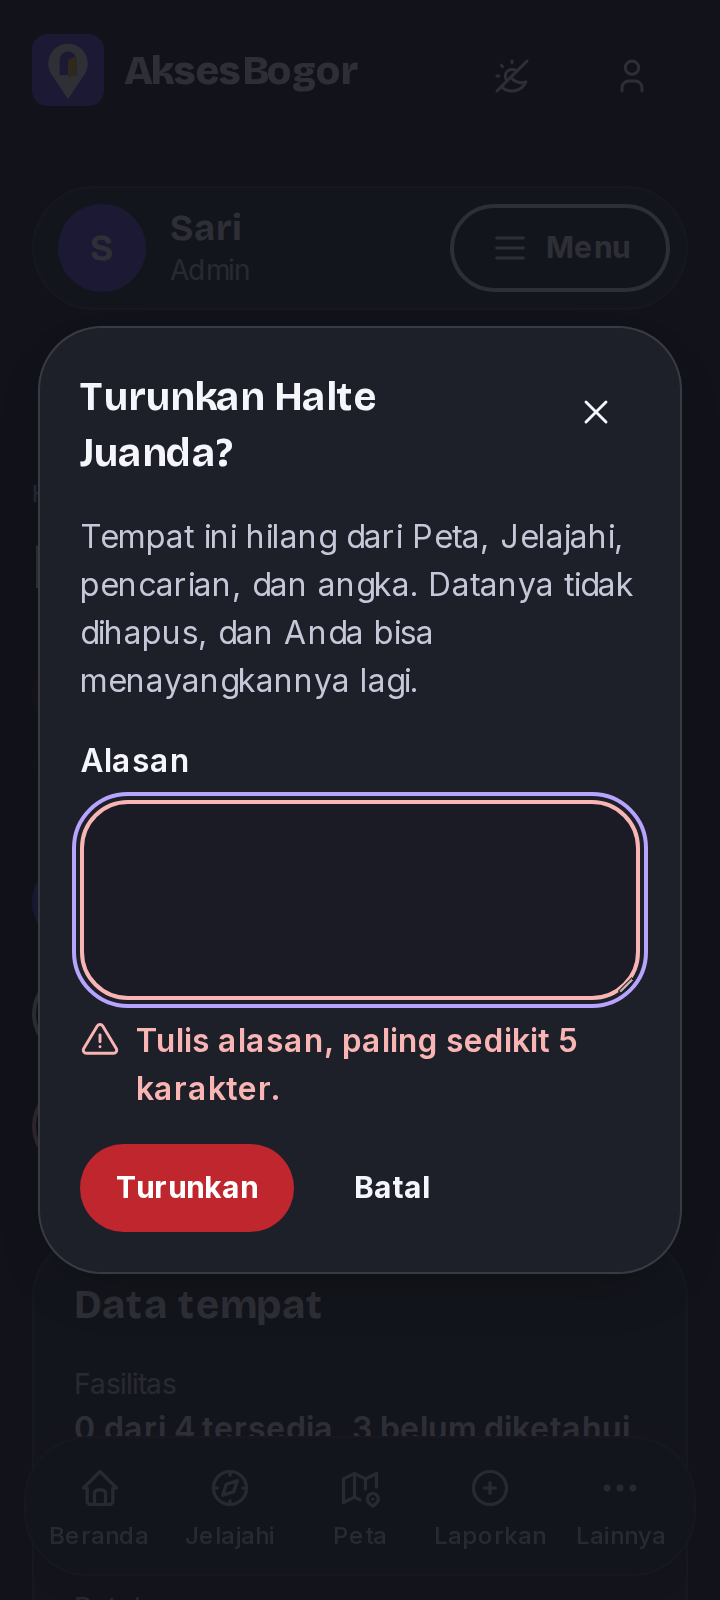 AksesBogor
S
Sari
Admin
Menu
Turunkan Halte
Juanda?
Tempat ini hilang dari Peta, Jelajahi,
pencarian, dan angka. Datanya tidak
dihapus, dan Anda bisa
menayangkannya lagi.
Alasan
Tulis alasan, paling sedikit 5
karakter.
Turunkan
Batal
Data tempat
Fasilitas
0 dari 4 tersedia, 3 belum diketahui
Beranda
Jelajahi
Peta
Laporkan
Lainnya